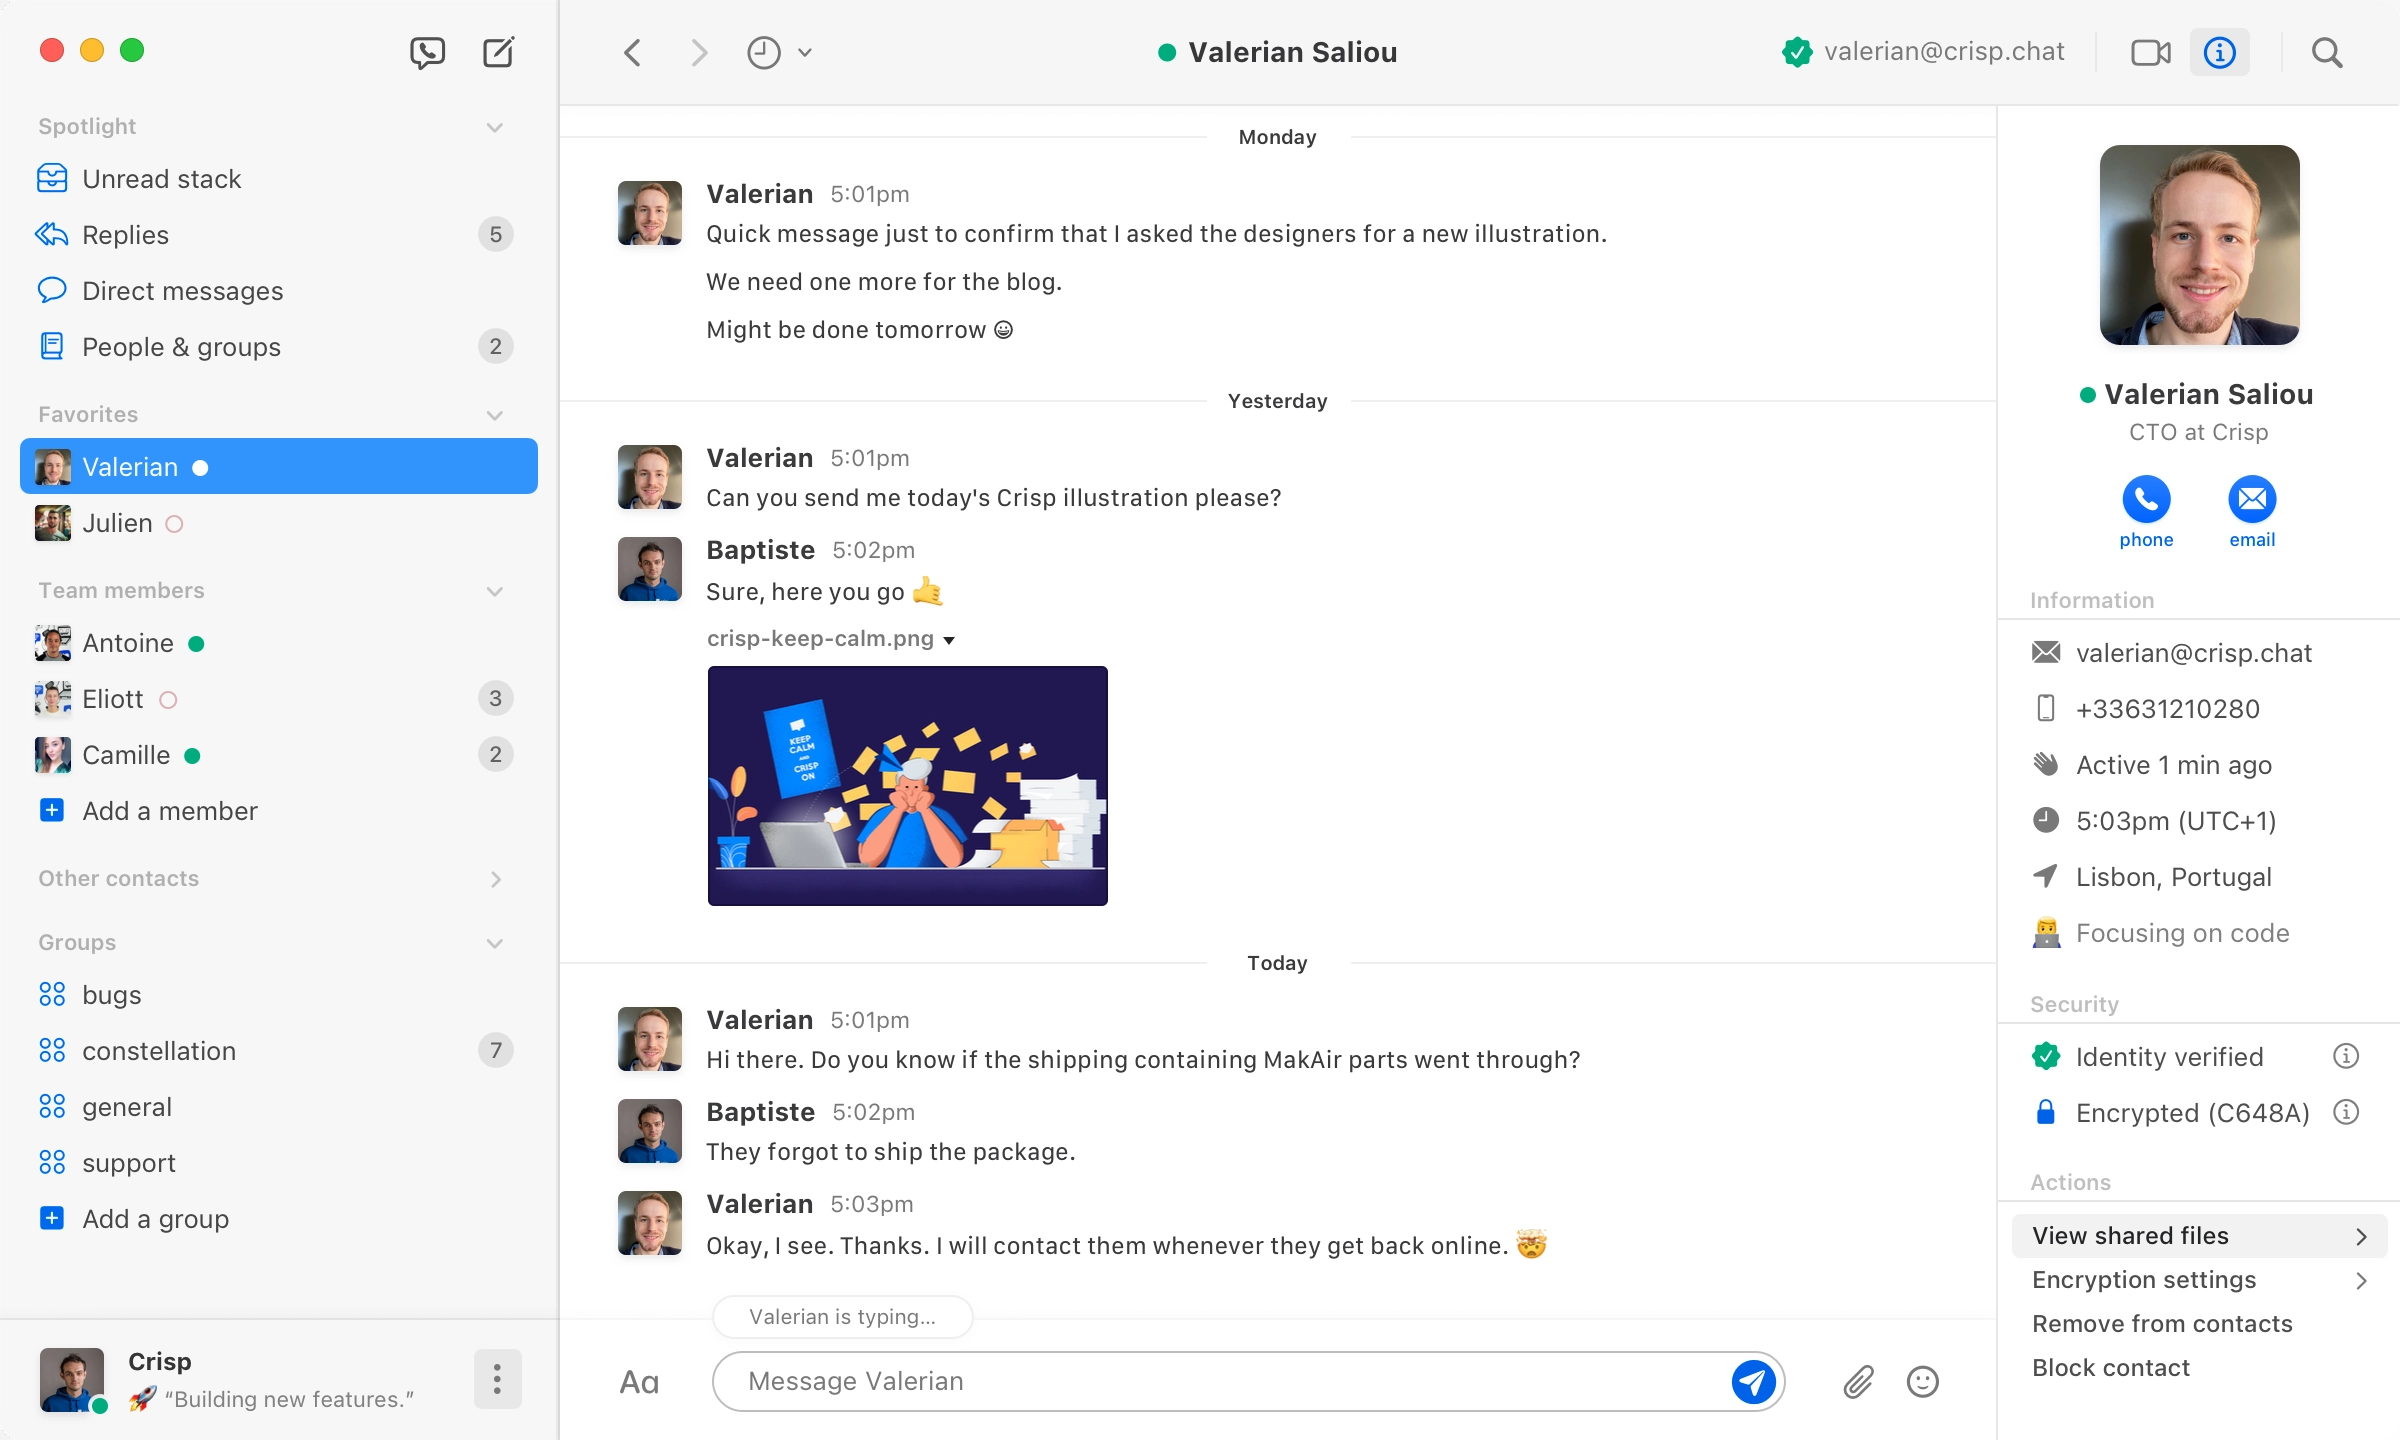 Spotlight
Unread stack
Replies
5
Direct messages
People & groups
2
Favorites
Valerian
Julien
Team members
Antoine
Eliott
3
Camille
2
Add a member
Other contacts
Groups
bugs
constellation
7
general
support
Add a group
Crisp
🚀 “Building new features.”
Valerian Saliou
valerian@crisp.chat
Monday
Valerian 5:01pm
Quick message just to confirm that I asked the designers for a new illustration.
We need one more for the blog.
Might be done tomorrow 😀
Yesterday
Valerian 5:01pm
Can you send me today's Crisp illustration please?
Baptiste 5:02pm
Sure, here you go 🤙
crisp-keep-calm.png
KEEP
CALM
AND
CRISP
ON
Today
Valerian 5:01pm
Hi there. Do you know if the shipping containing MakAir parts went through?
Baptiste 5:02pm
They forgot to ship the package.
Valerian 5:03pm
Okay, I see. Thanks. I will contact them whenever they get back online. 🤯
Valerian is typing...
Aa
Message Valerian
Valerian Saliou
CTO at Crisp
phone
email
Information
valerian@crisp.chat
+33631210280
Active 1 min ago
5:03pm (UTC+1)
Lisbon, Portugal
Focusing on code
Security
Identity verified
Encrypted (C648A)
Actions
View shared files
Encryption settings
Remove from contacts
Block contact